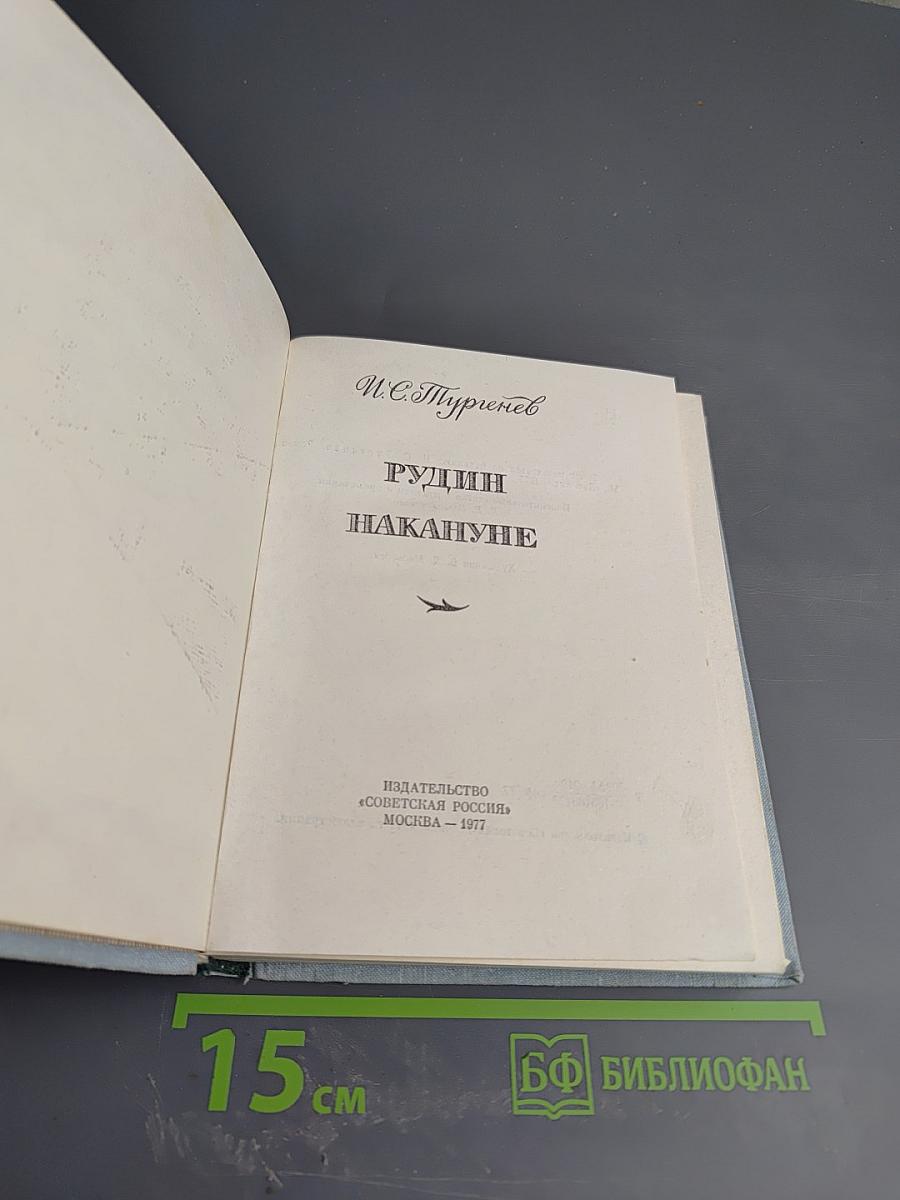 И.С.Тургенев
РУДИН
НАКАНУНЕ
ИЗДАТЕЛЬСТВО
«СОВЕТСКАЯ РОССИЯ»
МОСКВА — 1977
15 см
БФ БИБЛИОФАН